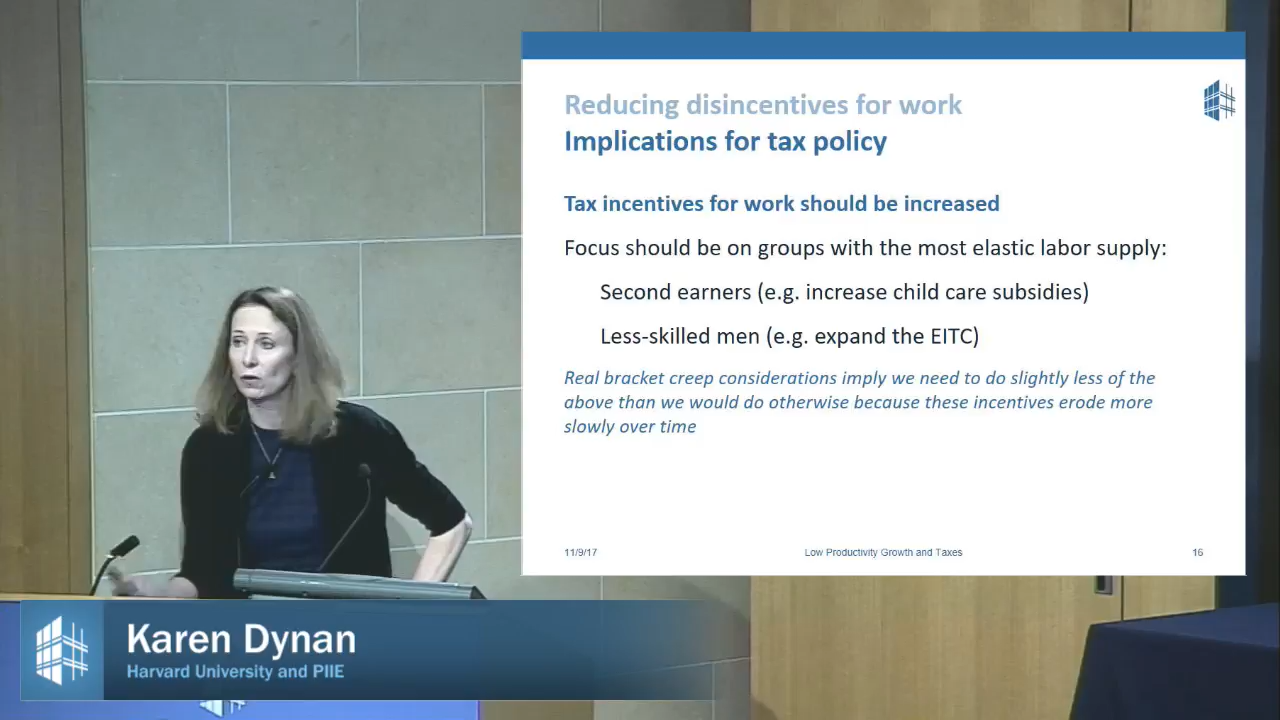 Reducing disincentives for work
Implications for tax policy
Tax incentives for work should be increased
Focus should be on groups with the most elastic labor supply:
Second earners (e.g. increase child care subsidies)
Less-skilled men (e.g. expand the EITC)
Real bracket creep considerations imply we need to do slightly less of the
above than we would do otherwise because these incentives erode more
slowly over time
11/9/17
Low Productivity Growth and Taxes
16
Karen Dynan
Harvard University and PIIE